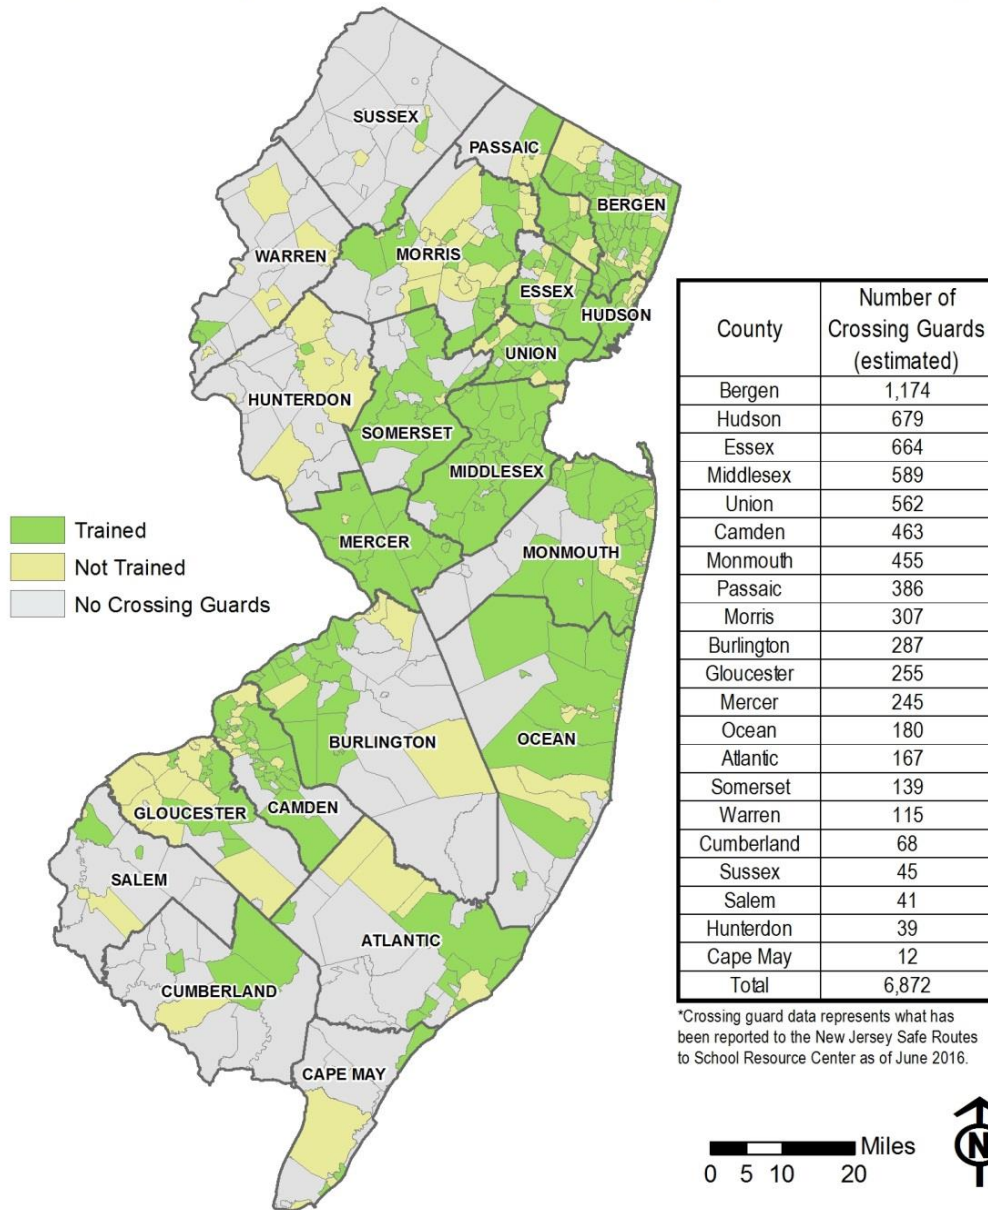 SUSSEX
PASSAIC
BERGEN
WARREN
MORRIS
ESSEX
HUDSON
UNION
HUNTERDON
SOMERSET
MIDDLESEX
MERCER
MONMOUTH
Trained
Not Trained
No Crossing Guards
BURLINGTON
OCEAN
CAMDEN
GLOUCESTER
SALEM
ATLANTIC
CUMBERLAND
CAPE MAY
County Number of Crossing Guards (estimated)
Bergen 1,174
Hudson 679
Essex 664
Middlesex 589
Union 562
Camden 463
Monmouth 455
Passaic 386
Morris 307
Burlington 287
Gloucester 255
Mercer 245
Ocean 180
Atlantic 167
Somerset 139
Warren 115
Cumberland 68
Sussex 45
Salem 41
Hunterdon 39
Cape May 12
Total 6,872
*Crossing guard data represents what has
been reported to the New Jersey Safe Routes
to School Resource Center as of June 2016.
Miles
0 5 10 20
N